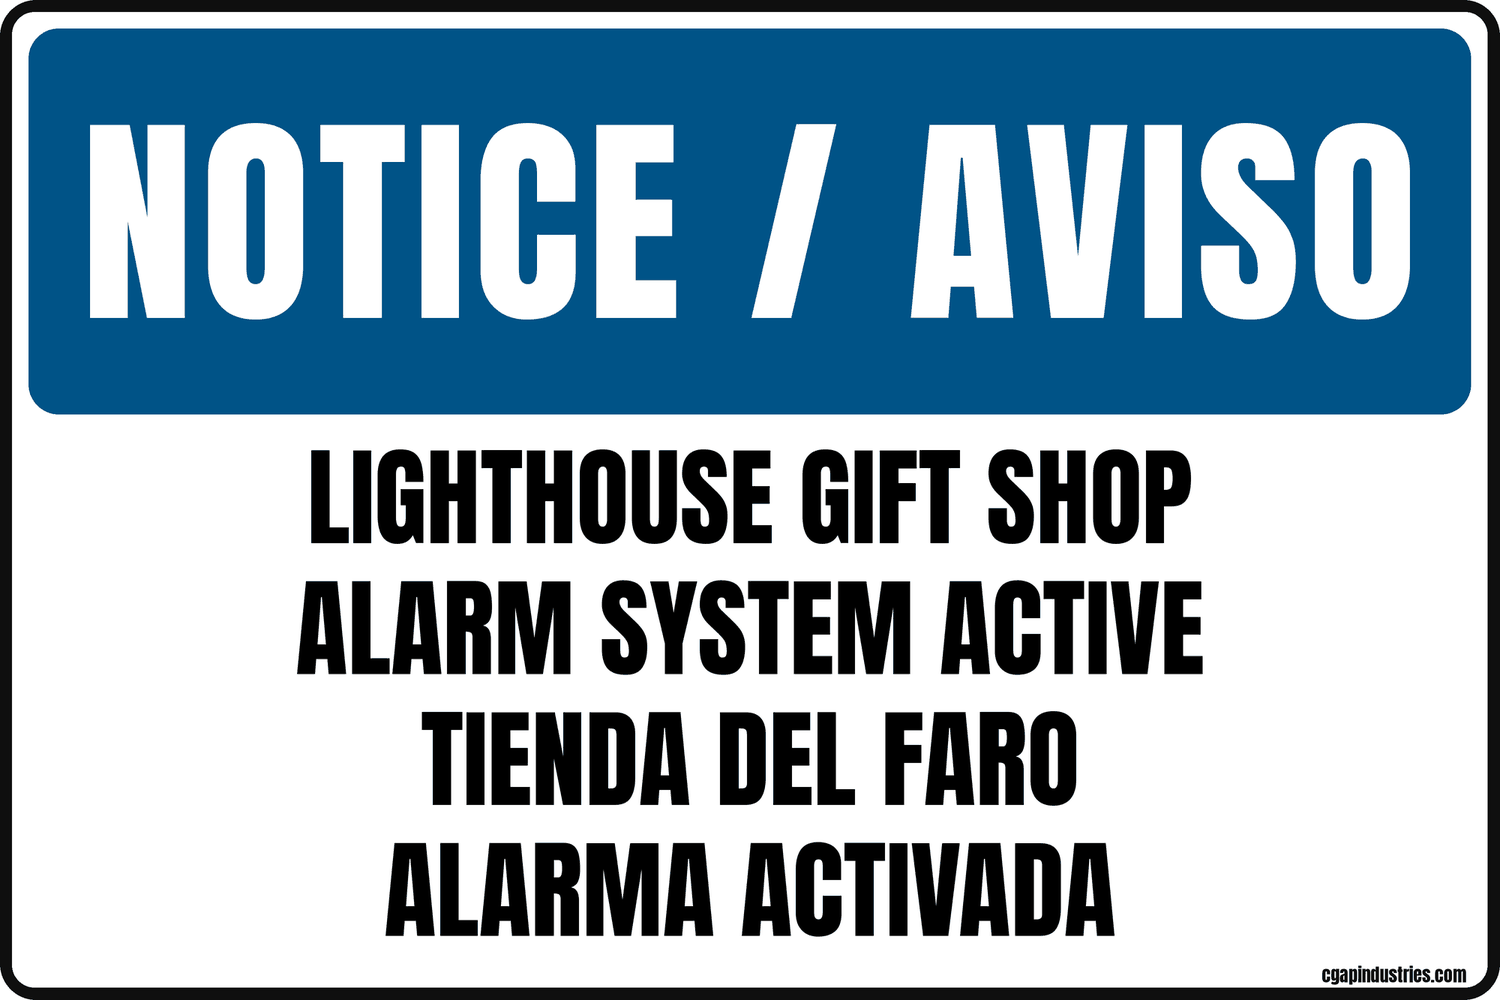 NOTICE / AVISO
LIGHTHOUSE GIFT SHOP
ALARM SYSTEM ACTIVE
TIENDA DEL FARO
ALARMA ACTIVADA
cgapindustries.com